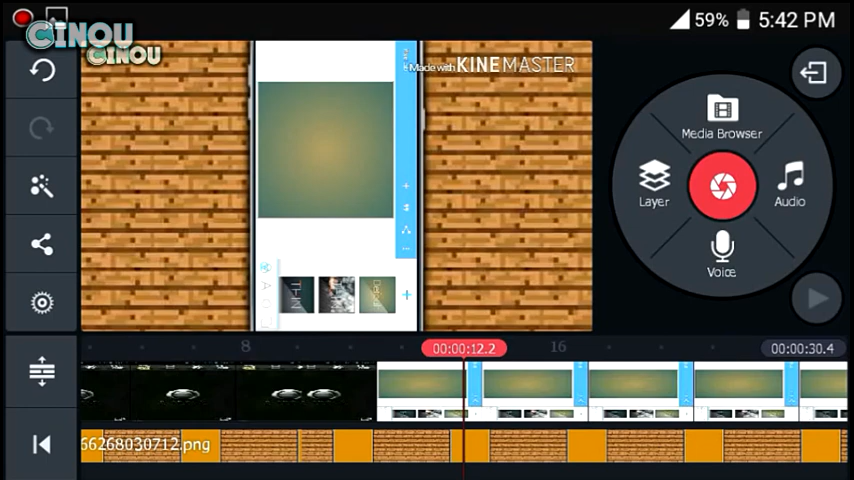 CINOU
CINOU
59% 5:42 PM
Made with KINEMASTER
Media Browser
Layer
Audio
Voice
8
00:00:12.2
16
00:00:30.4
66268030712.png